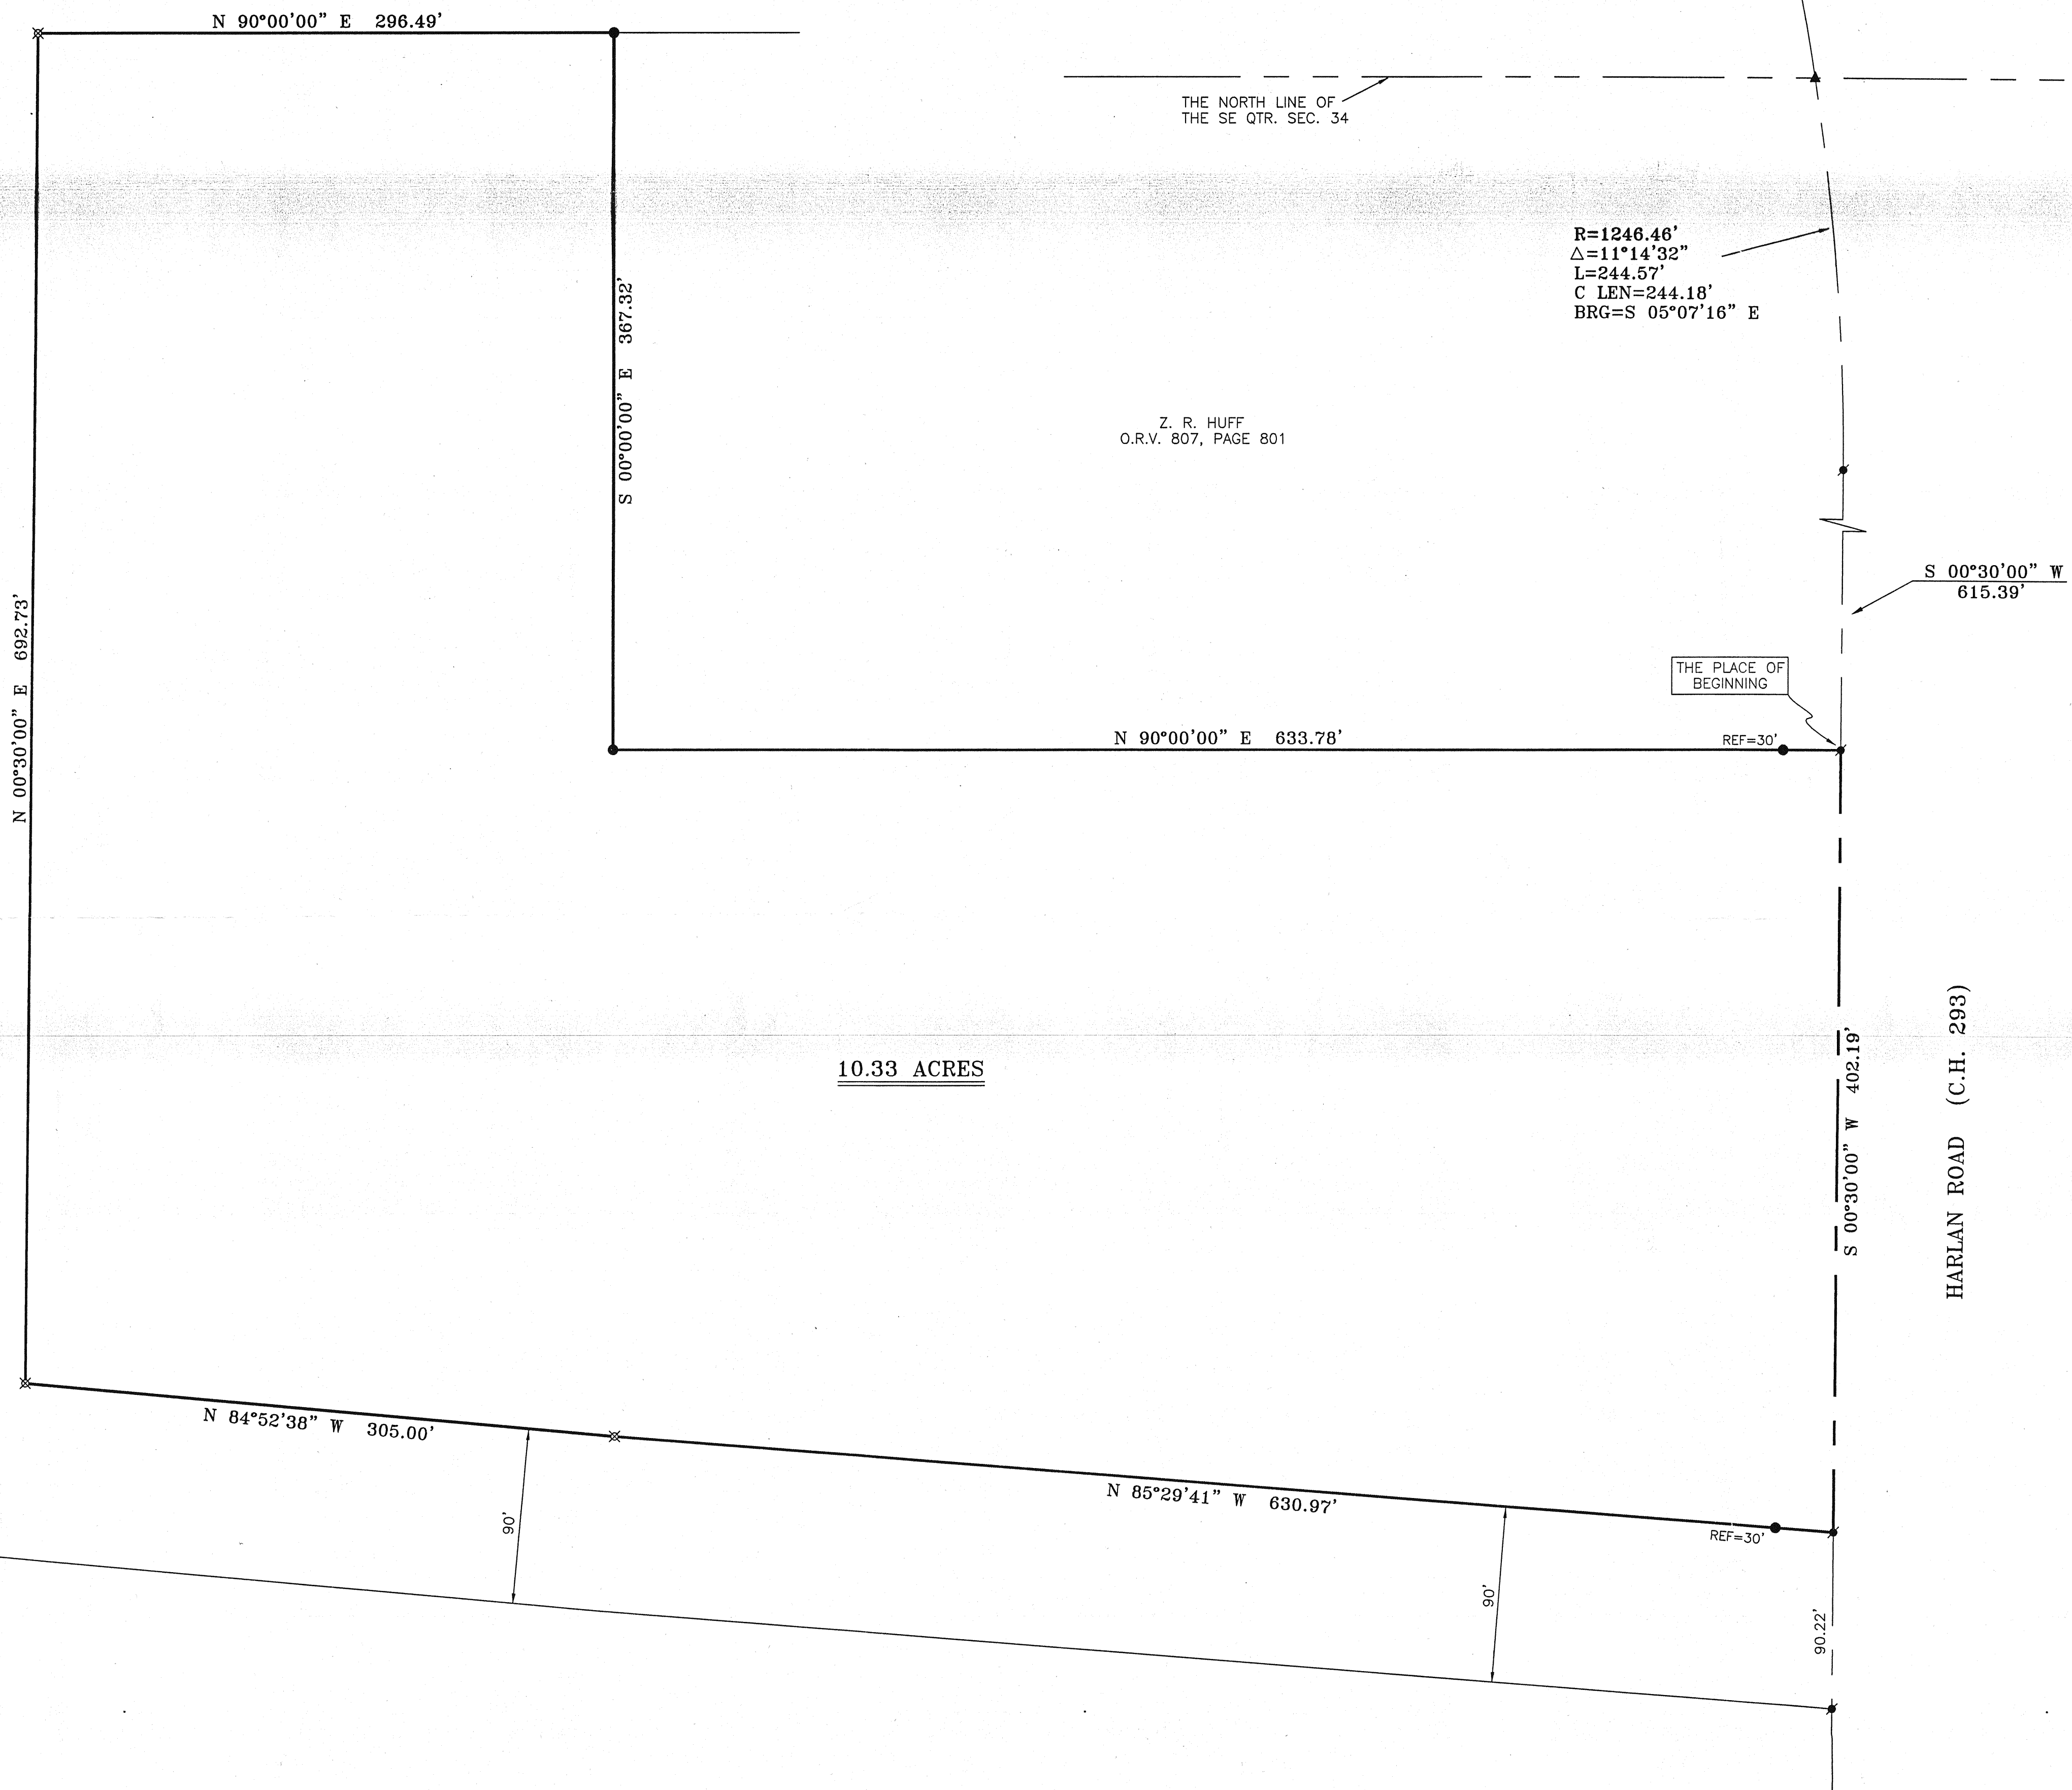 N 90°00'00" E 296.49'
THE NORTH LINE OF
THE SE QTR. SEC. 34
R=1246.46'
△=11°14'32"
L=244.57'
C LEN=244.18'
BRG=S 05°07'16" E
S 00°00'00" E 367.32'
Z. R. HUFF
O.R.V. 807, PAGE 801
S 00°30'00" W
615.39'
N 00°30'00" E 692.73'
THE PLACE OF
BEGINNING
N 90°00'00" E 633.78'
REF=30'
10.33 ACRES
S 00°30'00" W 402.19'
HARLAN ROAD (C.H. 293)
N 84°52'38" W 305.00'
N 85°29'41" W 630.97'
REF=30'
90'
90'
90.22'